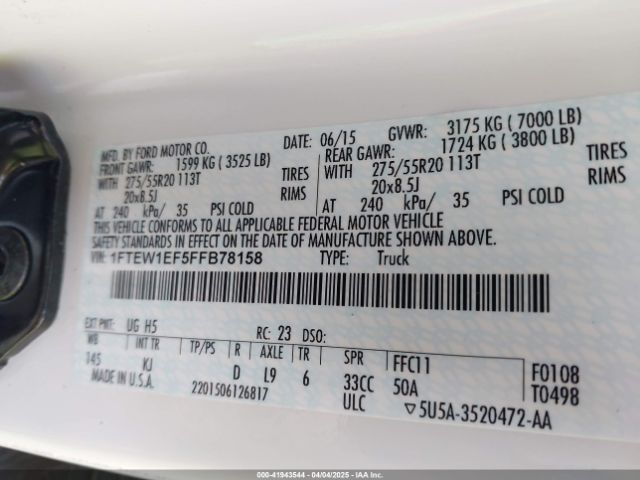 MFD. BY FORD MOTOR CO. DATE: 06/15 GVWR: 3175 KG ( 7000 LB)
FRONT GAWR: 1599 KG ( 3525 LB) REAR GAWR: 1724 KG ( 3800 LB)
WITH 275/55R20 113T TIRES WITH 275/55R20 113T TIRES
20x8.5J RIMS 20x8.5J RIMS
AT 240 kPa/ 35 PSI COLD AT 240 kPa/ 35 PSI COLD
THIS VEHICLE CONFORMS TO ALL APPLICABLE FEDERAL MOTOR VEHICLE
SAFETY STANDARDS IN EFFECT ON THE DATE OF MANUFACTURE SHOWN ABOVE.
VIN: 1FTEW1EF5FFB78158 TYPE: Truck
EXT PNT: UG H5 RC: 23 DSO:
WB INT TR TP/PS R AXLE TR SPR FFC11 F0108
145 KJ D L9 6 33CC 50A T0498
MADE IN U.S.A. 2201506126817 ULC ▽5U5A-3520472-AA
000-41943544 - 04/04/2025 - IAA Inc.